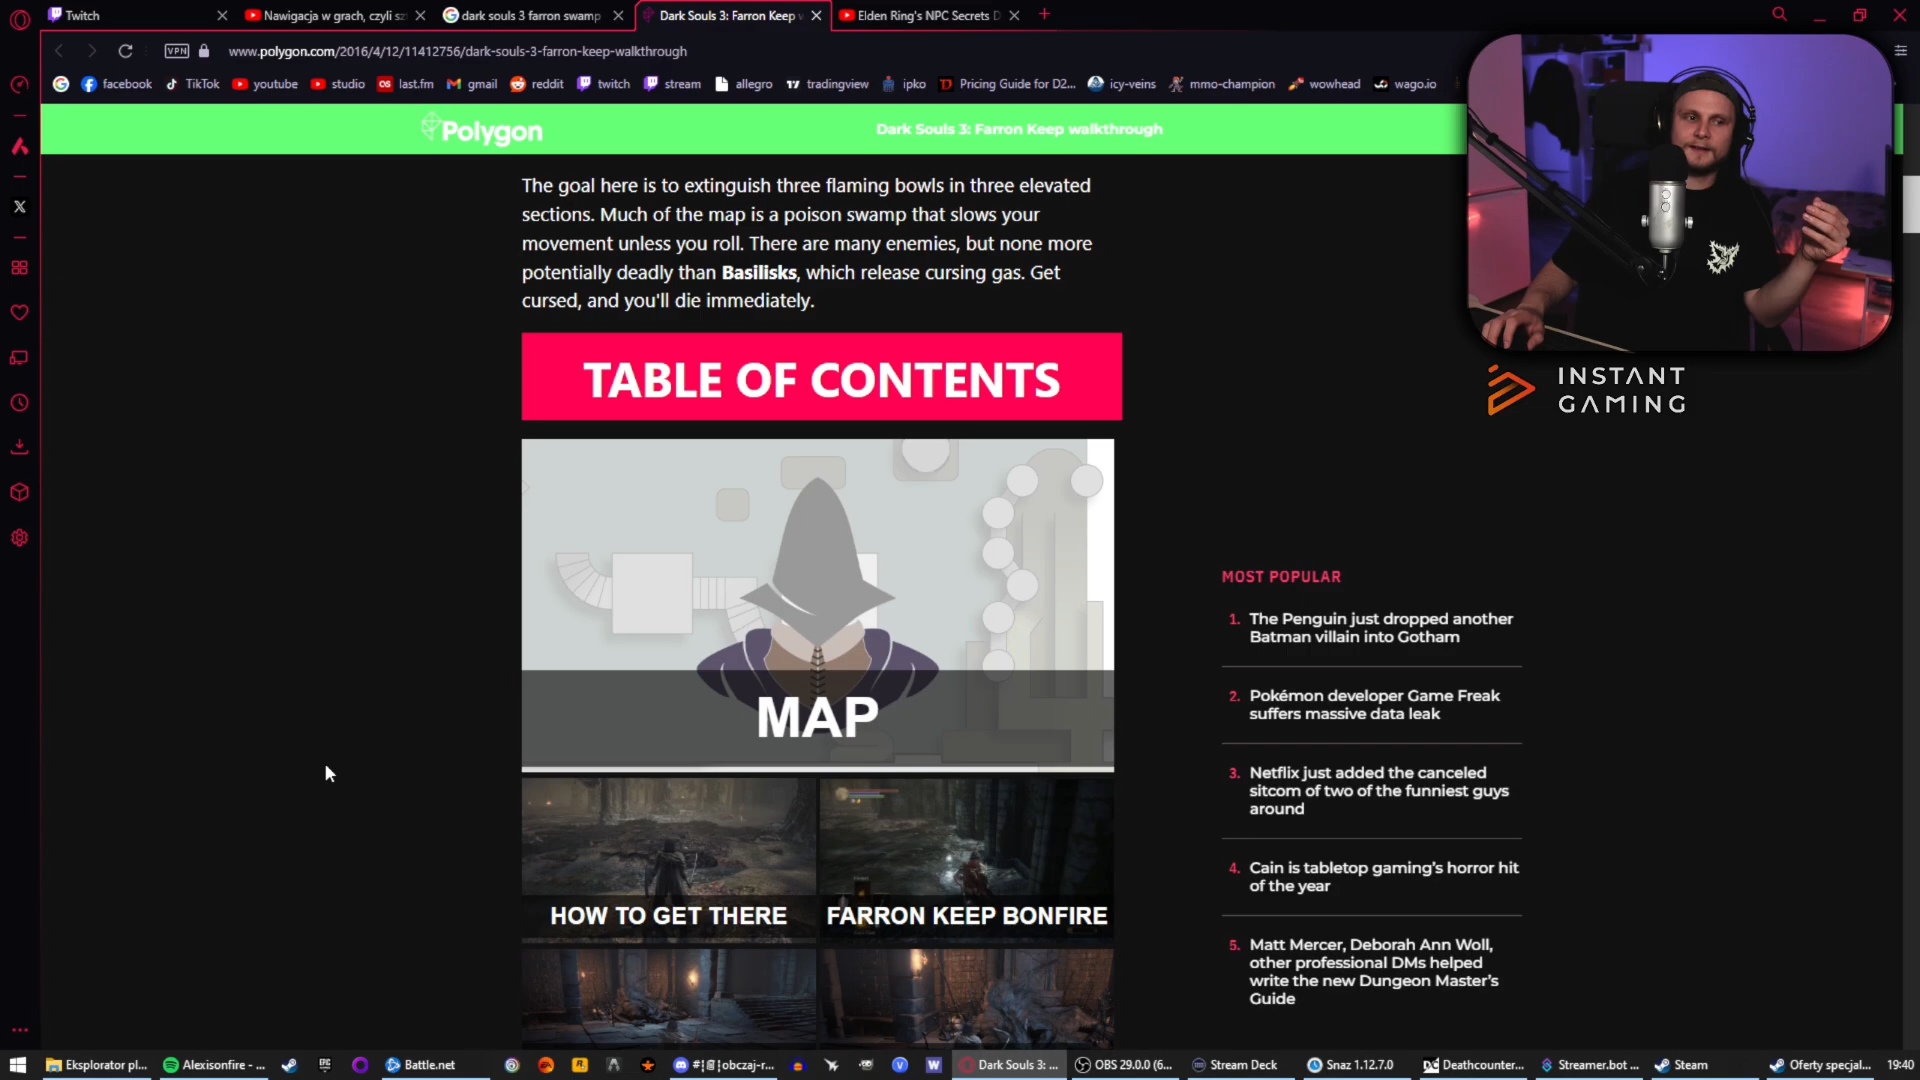 Twitch
Nawigacja w grach, czyli sz
dark souls 3 farron swamp
Dark Souls 3: Farron Keep w
Elden Ring's NPC Secrets D
VPN
www.polygon.com/2016/4/12/11412756/dark-souls-3-farron-keep-walkthrough
facebook
TikTok
youtube
studio
last.fm
gmail
reddit
twitch
stream
allegro
tradingview
ipko
Pricing Guide for D2...
icy-veins
mmo-champion
wowhead
wago.io
Polygon
Dark Souls 3: Farron Keep walkthrough
The goal here is to extinguish three flaming bowls in three elevated
sections. Much of the map is a poison swamp that slows your
movement unless you roll. There are many enemies, but none more
potentially deadly than Basilisks, which release cursing gas. Get
cursed, and you'll die immediately.
TABLE OF CONTENTS
MAP
HOW TO GET THERE
FARRON KEEP BONFIRE
INSTANT
GAMING
MOST POPULAR
1. The Penguin just dropped another
Batman villain into Gotham
2. Pokémon developer Game Freak
suffers massive data leak
3. Netflix just added the canceled
sitcom of two of the funniest guys
around
4. Cain is tabletop gaming's horror hit
of the year
5. Matt Mercer, Deborah Ann Woll,
other professional DMs helped
write the new Dungeon Master's
Guide
Eksplorator pl...
Alexisonfire - ...
EPIC
Battle.net
#¦@¦obczaj-r...
Dark Souls 3: ...
OBS 29.0.0 (6...
Stream Deck
Snaz 1.12.7.0
Deathcounter...
Streamer.bot ...
Steam
Oferty specjal...
19:40